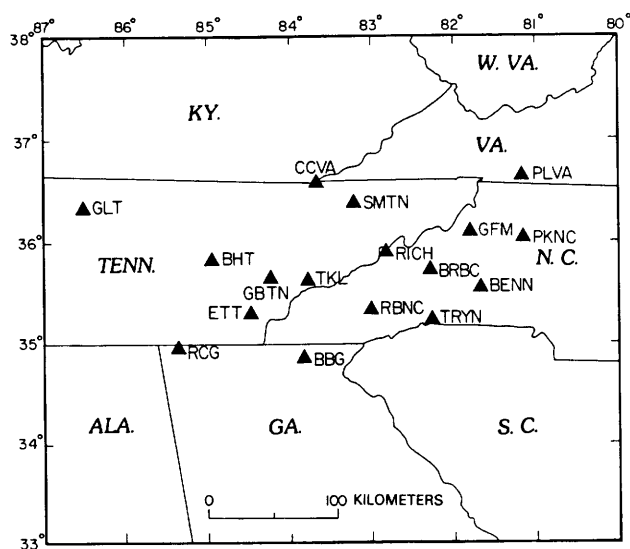 87° 86° 85° 84° 83° 82° 81° 80°
38°
W. VA.
KY.
37°
VA.
CCVA
PLVA
SMTN
GLT
36°
GFM
PKNC
RICH
BHT
TENN.
N. C.
BRBC
GBTN
TKL
BENN
ETT
RBNC
TRYN
35°
RCG
BBG
ALA.
GA.
S. C.
34°
0 100 KILOMETERS
33°